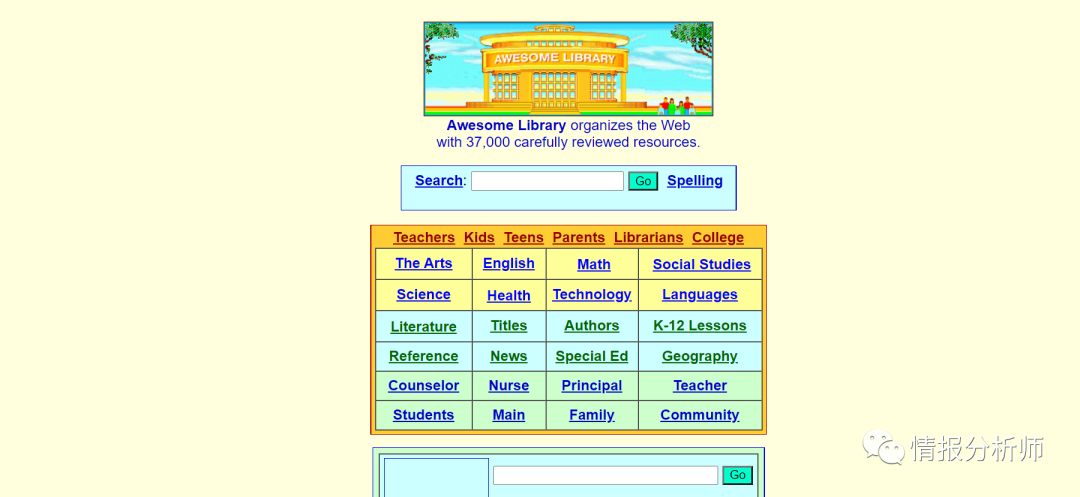 AWESOME LIBRARY
Awesome Library organizes the Web
with 37,000 carefully reviewed resources.
Search: Go Spelling
Teachers Kids Teens Parents Librarians College
The Arts English Math Social Studies
Science Health Technology Languages
Literature Titles Authors K-12 Lessons
Reference News Special Ed Geography
Counselor Nurse Principal Teacher
Students Main Family Community
Go
情报分析师